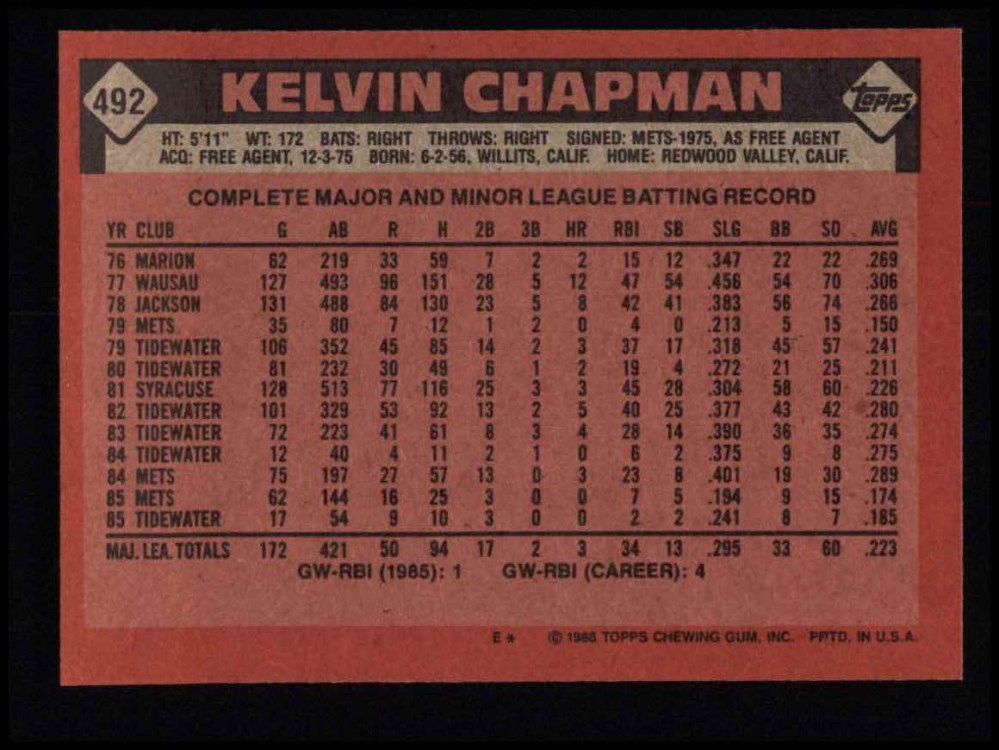 492 KELVIN CHAPMAN Topps
HT: 5'11" WT: 172 BATS: RIGHT THROWS: RIGHT SIGNED: METS-1975, AS FREE AGENT
ACQ: FREE AGENT, 12-3-75 BORN: 6-2-56, WILLITS, CALIF. HOME: REDWOOD VALLEY, CALIF.
COMPLETE MAJOR AND MINOR LEAGUE BATTING RECORD
YR CLUB G AB R H 2B 3B HR RBI SB SLG BB SO AVG
76 MARION 62 219 33 59 7 2 2 15 12 .347 22 22 .269
77 WAUSAU 127 493 96 151 28 5 12 47 54 .456 54 70 .306
78 JACKSON 131 488 84 130 23 5 8 42 41 .383 56 74 .266
79 METS 35 80 7 12 1 2 0 4 0 .213 5 15 .150
79 TIDEWATER 106 352 45 85 14 2 3 37 17 .318 45 57 .241
80 TIDEWATER 81 232 30 49 6 1 2 19 4 .272 21 25 .211
81 SYRACUSE 128 513 77 116 25 3 3 45 28 .304 58 60 .226
82 TIDEWATER 101 329 53 92 13 2 5 40 25 .377 43 42 .280
83 TIDEWATER 72 223 41 61 8 3 4 28 14 .390 36 35 .274
84 TIDEWATER 12 40 4 11 2 1 0 6 2 .375 9 8 .275
84 METS 75 197 27 57 13 0 3 23 8 .401 19 30 .289
85 METS 62 144 16 25 3 0 0 7 5 .194 9 15 .174
85 TIDEWATER 17 54 9 10 3 0 0 2 2 .241 8 7 .185
MAJ. LEA. TOTALS 172 421 50 94 17 2 3 34 13 .295 33 60 .223
GW-RBI (1985): 1 GW-RBI (CAREER): 4
E* © 1986 TOPPS CHEWING GUM, INC. PRTD. IN U.S.A.